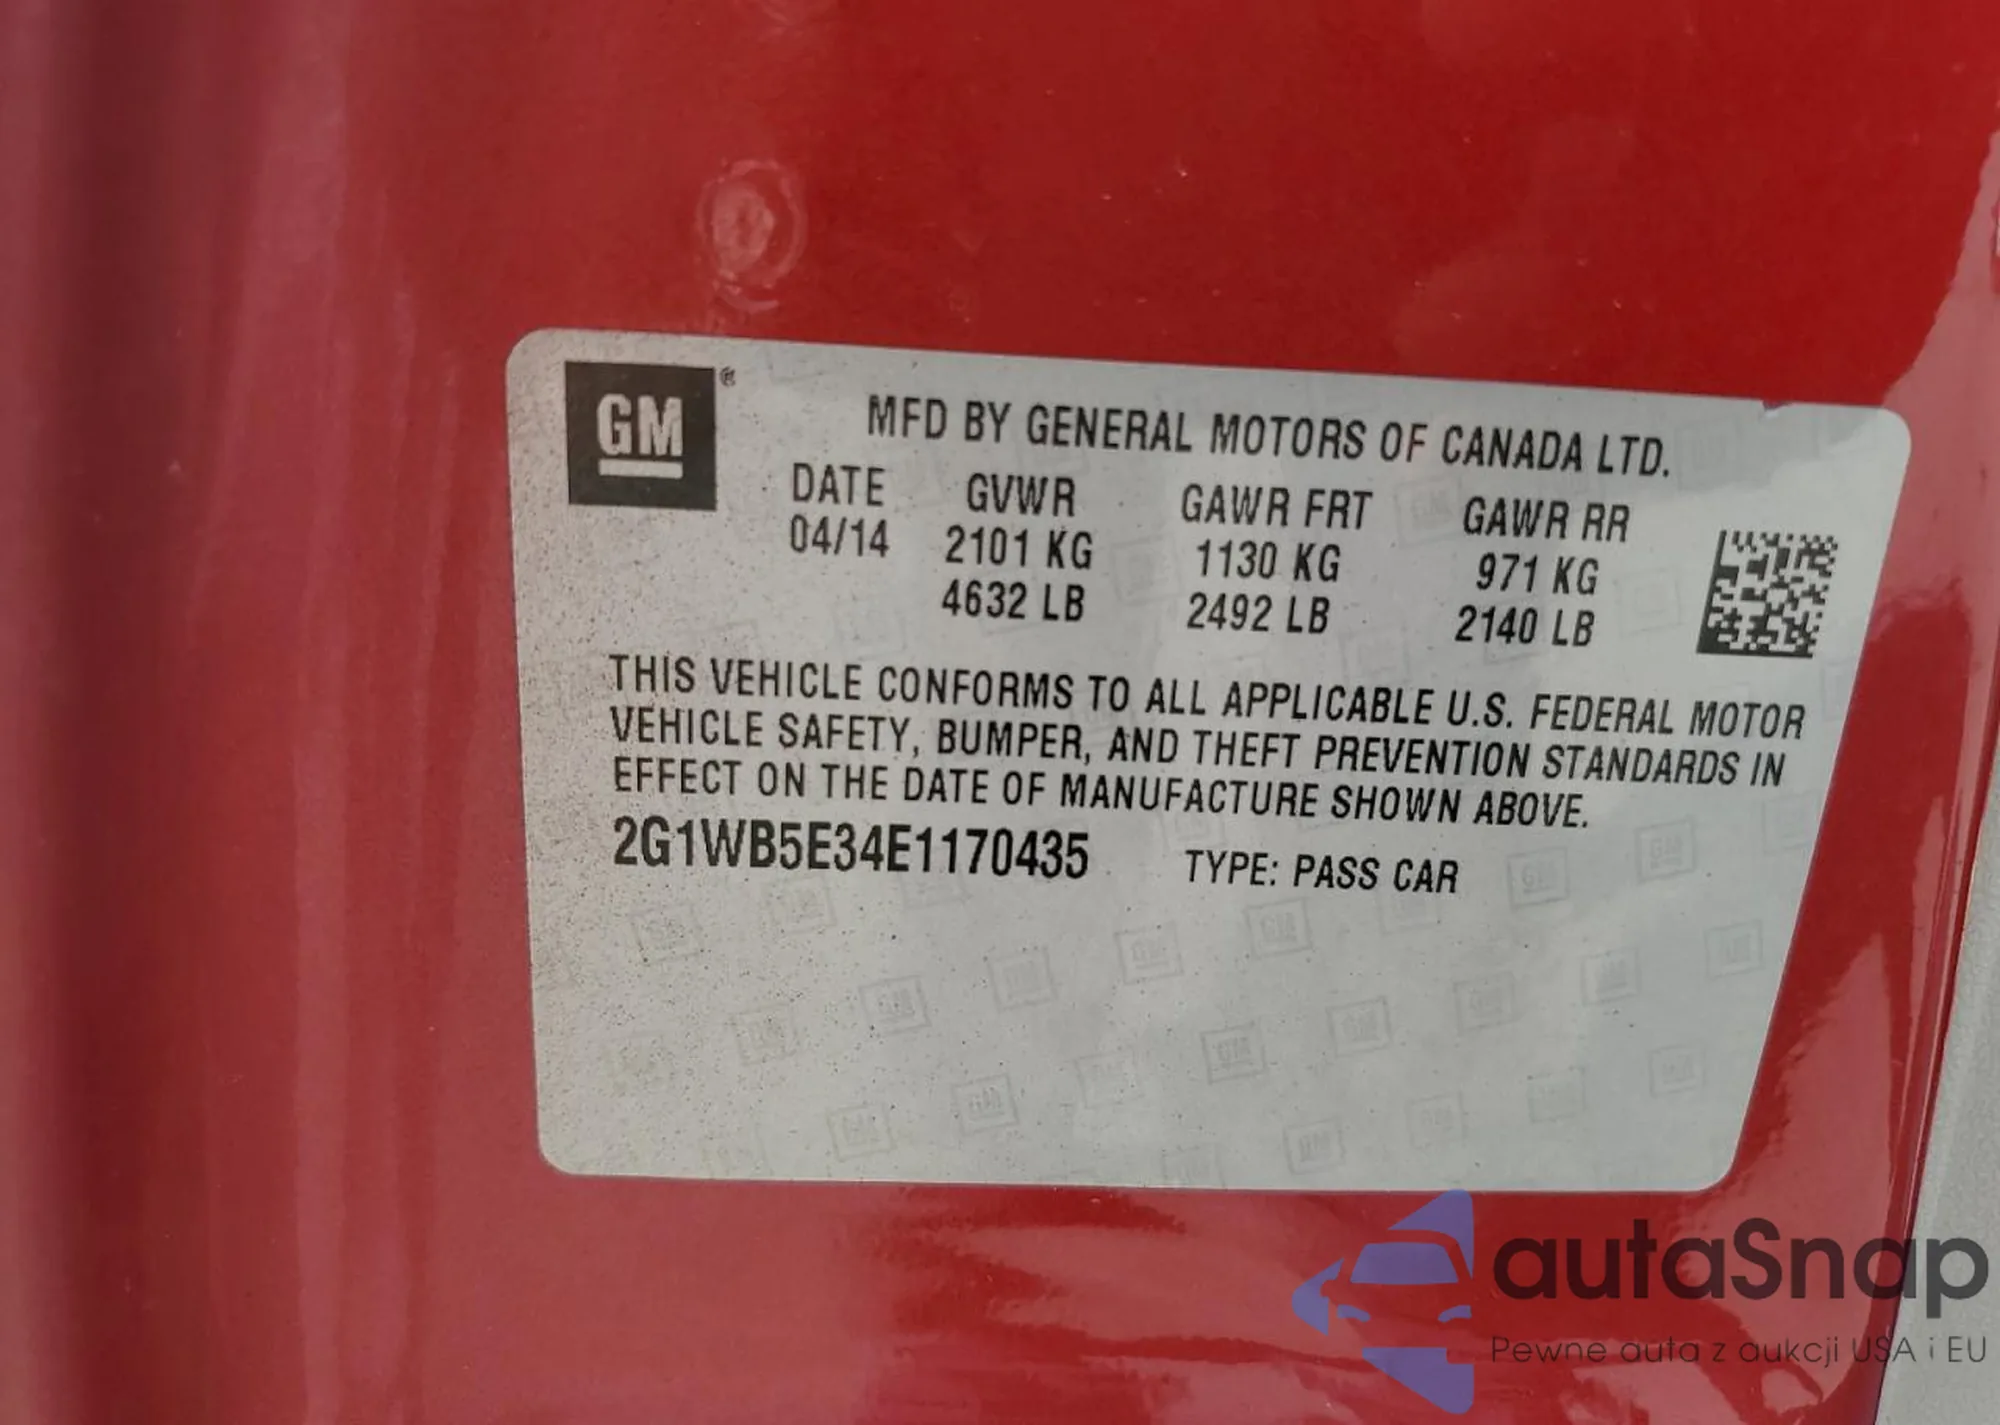 GM®
MFD BY GENERAL MOTORS OF CANADA LTD.
DATE GVWR GAWR FRT GAWR RR
04/14 2101 KG 1130 KG 971 KG
4632 LB 2492 LB 2140 LB
THIS VEHICLE CONFORMS TO ALL APPLICABLE U.S. FEDERAL MOTOR
VEHICLE SAFETY, BUMPER, AND THEFT PREVENTION STANDARDS IN
EFFECT ON THE DATE OF MANUFACTURE SHOWN ABOVE.
2G1WB5E34E1170435 TYPE: PASS CAR
autaSnap
Pewne auta z aukcji USA i EU